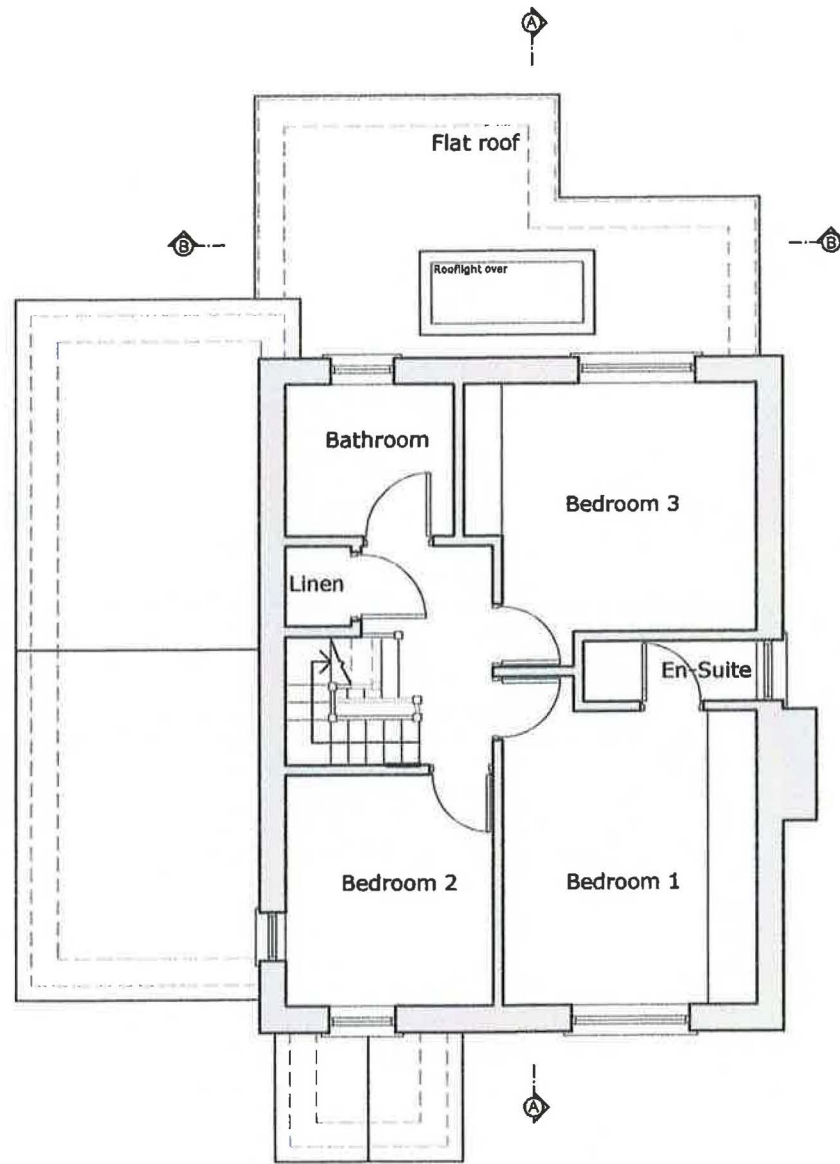 A
Flat roof
B
B
Rooflight over
Bathroom
Bedroom 3
Linen
En-Suite
Bedroom 2
Bedroom 1
A